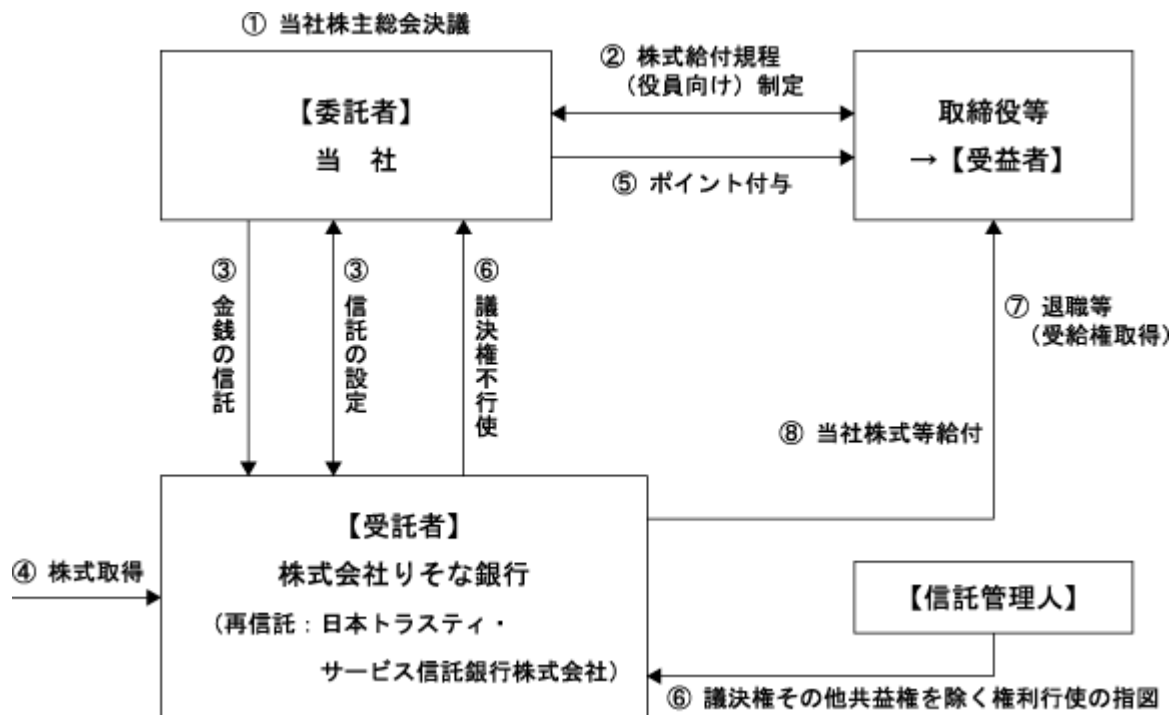 ① 当社株主総会決議
② 株式給付規程
（役員向け）制定
【委託者】
当　社
取締役等
→【受益者】
⑤ ポイント付与
③ 金銭の信託
③ 信託の設定
⑥ 議決権不行使
⑦ 退職等
（受給権取得）
⑧ 当社株式等給付
④ 株式取得
【受託者】
株式会社りそな銀行
（再信託：日本トラスティ・
サービス信託銀行株式会社）
【信託管理人】
⑥ 議決権その他共益権を除く権利行使の指図